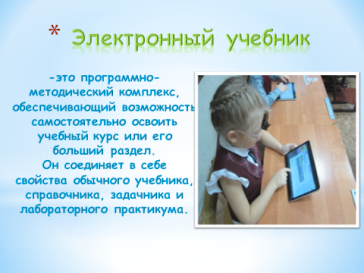 * Электронный учебник
-это программно-
методический комплекс,
обеспечивающий возможность
самостоятельно освоить
учебный курс или его
больший раздел.
Он соединяет в себе
свойства обычного учебника,
справочника, задачника и
лабораторного практикума.